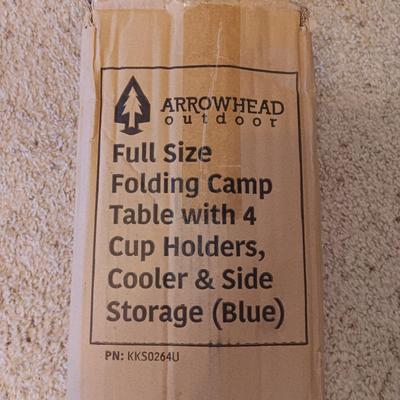 ARROWHEAD
outdoor
Full Size
Folding Camp
Table with 4
Cup Holders,
Cooler & Side
Storage (Blue)
PN: KKS0264U